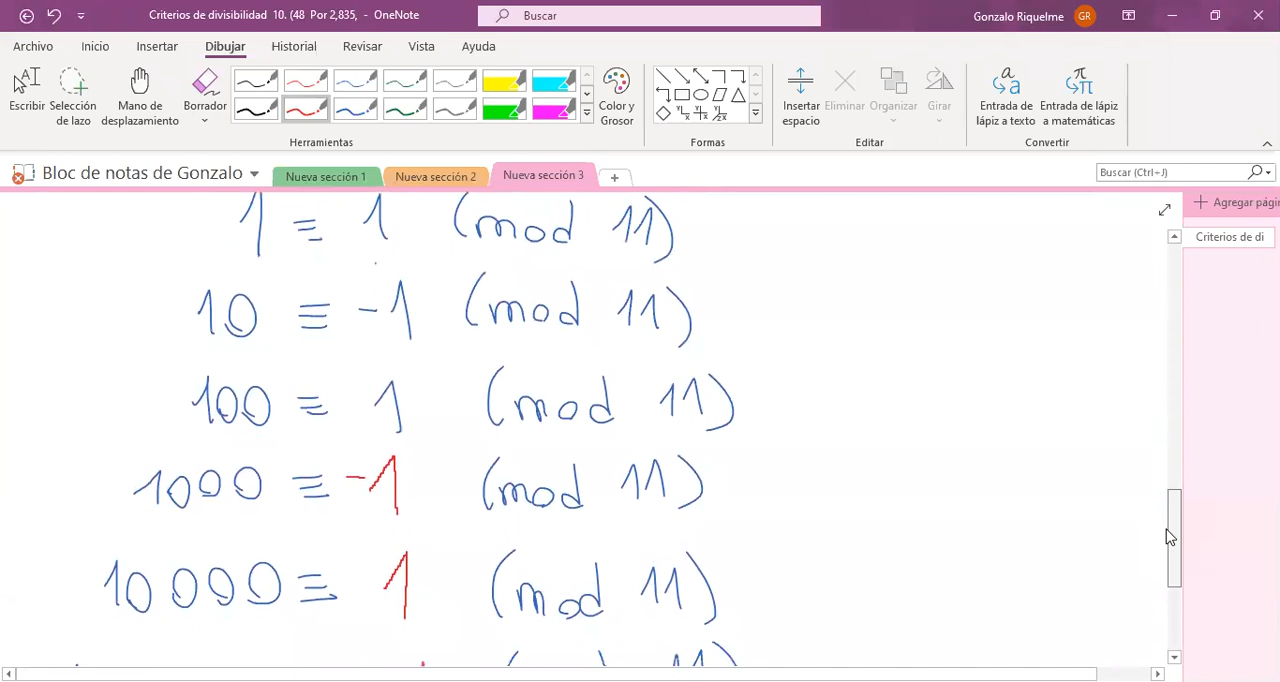 Criterios de divisibilidad 10. (48 Por 2,835, - OneNote
Buscar
Gonzalo Riquelme GR
Archivo Inicio Insertar Dibujar Historial Revisar Vista Ayuda
Escribir Selección de lazo Mano de desplazamiento Borrador Color y Grosor Insertar espacio Eliminar Organizar Girar Entrada de lápiz a texto Entrada de lápiz a matemáticas
Herramientas Formas Editar Convertir
Bloc de notas de Gonzalo Nueva sección 1 Nueva sección 2 Nueva sección 3 Buscar (Ctrl+J)
Agregar págin
Criterios de di
1 ≡ 1 (mod 11)
10 ≡ -1 (mod 11)
100 ≡ 1 (mod 11)
1000 ≡ -1 (mod 11)
10000 ≡ 1 (mod 11)
(mod 11)